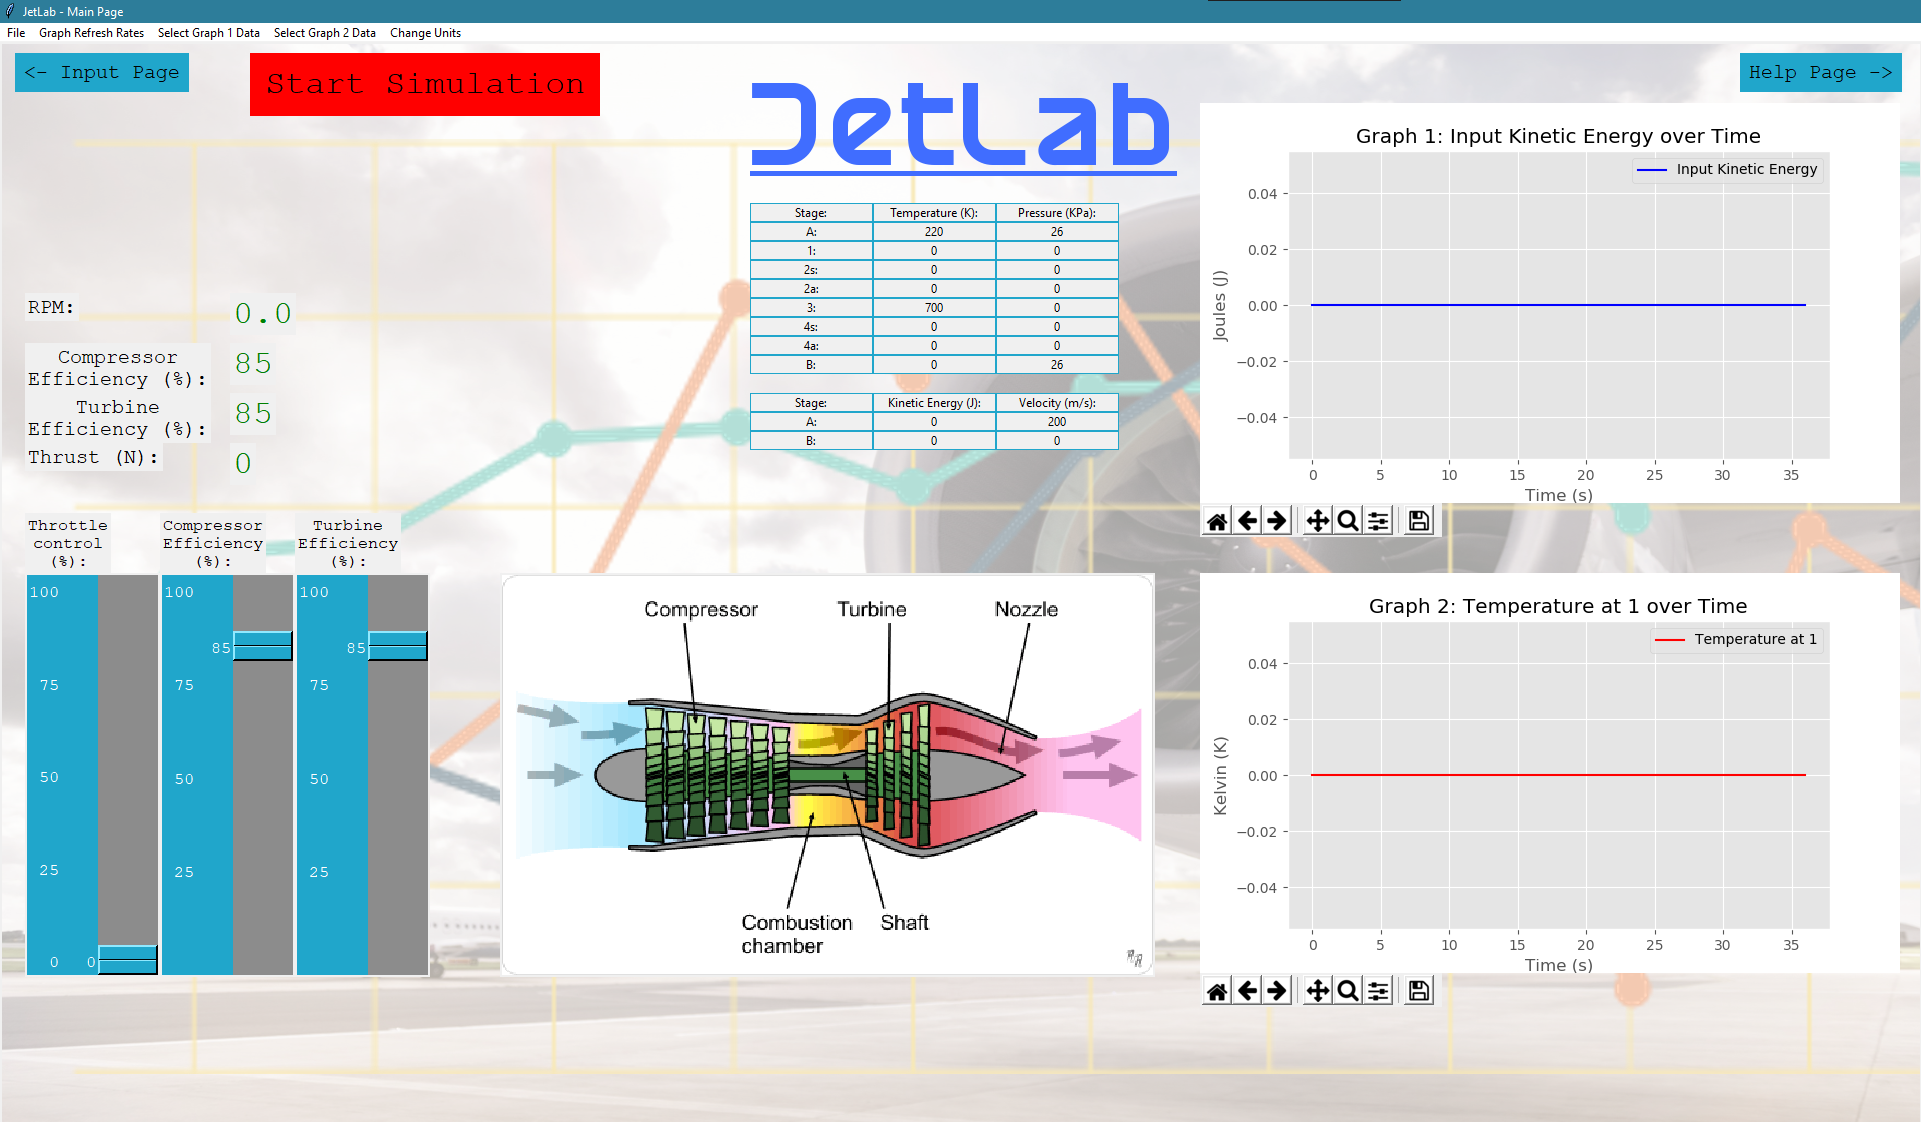 JetLab - Main Page
File Graph Refresh Rates Select Graph 1 Data Select Graph 2 Data Change Units
<- Input Page
Start Simulation
JetLab
Help Page ->
RPM: 0.0
Compressor
Efficiency (%): 85
Turbine
Efficiency (%): 85
Thrust (N): 0
Stage: Temperature (K): Pressure (KPa):
A: 220 26
1: 0 0
2s: 0 0
2a: 0 0
3: 700 0
4s: 0 0
4a: 0 0
B: 0 26
Stage: Kinetic Energy (J): Velocity (m/s):
A: 0 200
B: 0 0
Graph 1: Input Kinetic Energy over Time
Input Kinetic Energy
0.04
0.02
0.00
−0.02
−0.04
Joules (J)
0 5 10 15 20 25 30 35
Time (s)
Throttle
control
(%):
100
75
50
25
0 0
Compressor
Efficiency
(%):
100
85
75
50
25
Turbine
Efficiency
(%):
100
85
75
50
25
Compressor Turbine Nozzle
Combustion
chamber
Shaft
Graph 2: Temperature at 1 over Time
Temperature at 1
0.04
0.02
0.00
−0.02
−0.04
Kelvin (K)
0 5 10 15 20 25 30 35
Time (s)